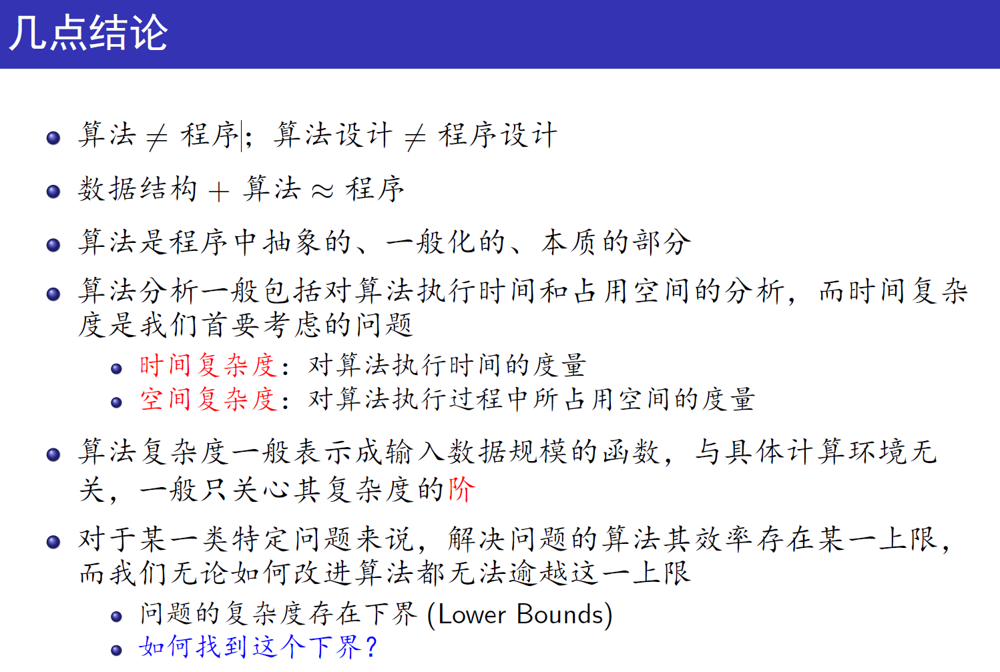 几点结论
算法 ≠ 程序；算法设计 ≠ 程序设计
数据结构 + 算法 ≈ 程序
算法是程序中抽象的、一般化的、本质的部分
算法分析一般包括对算法执行时间和占用空间的分析，而时间复杂
度是我们首要考虑的问题
时间复杂度：对算法执行时间的度量
空间复杂度：对算法执行过程中所占用空间的度量
算法复杂度一般表示成输入数据规模的函数，与具体计算环境无
关，一般只关心其复杂度的阶
对于某一类特定问题来说，解决问题的算法其效率存在某一上限，
而我们无论如何改进算法都无法逾越这一上限
问题的复杂度存在下界 (Lower Bounds)
如何找到这个下界？